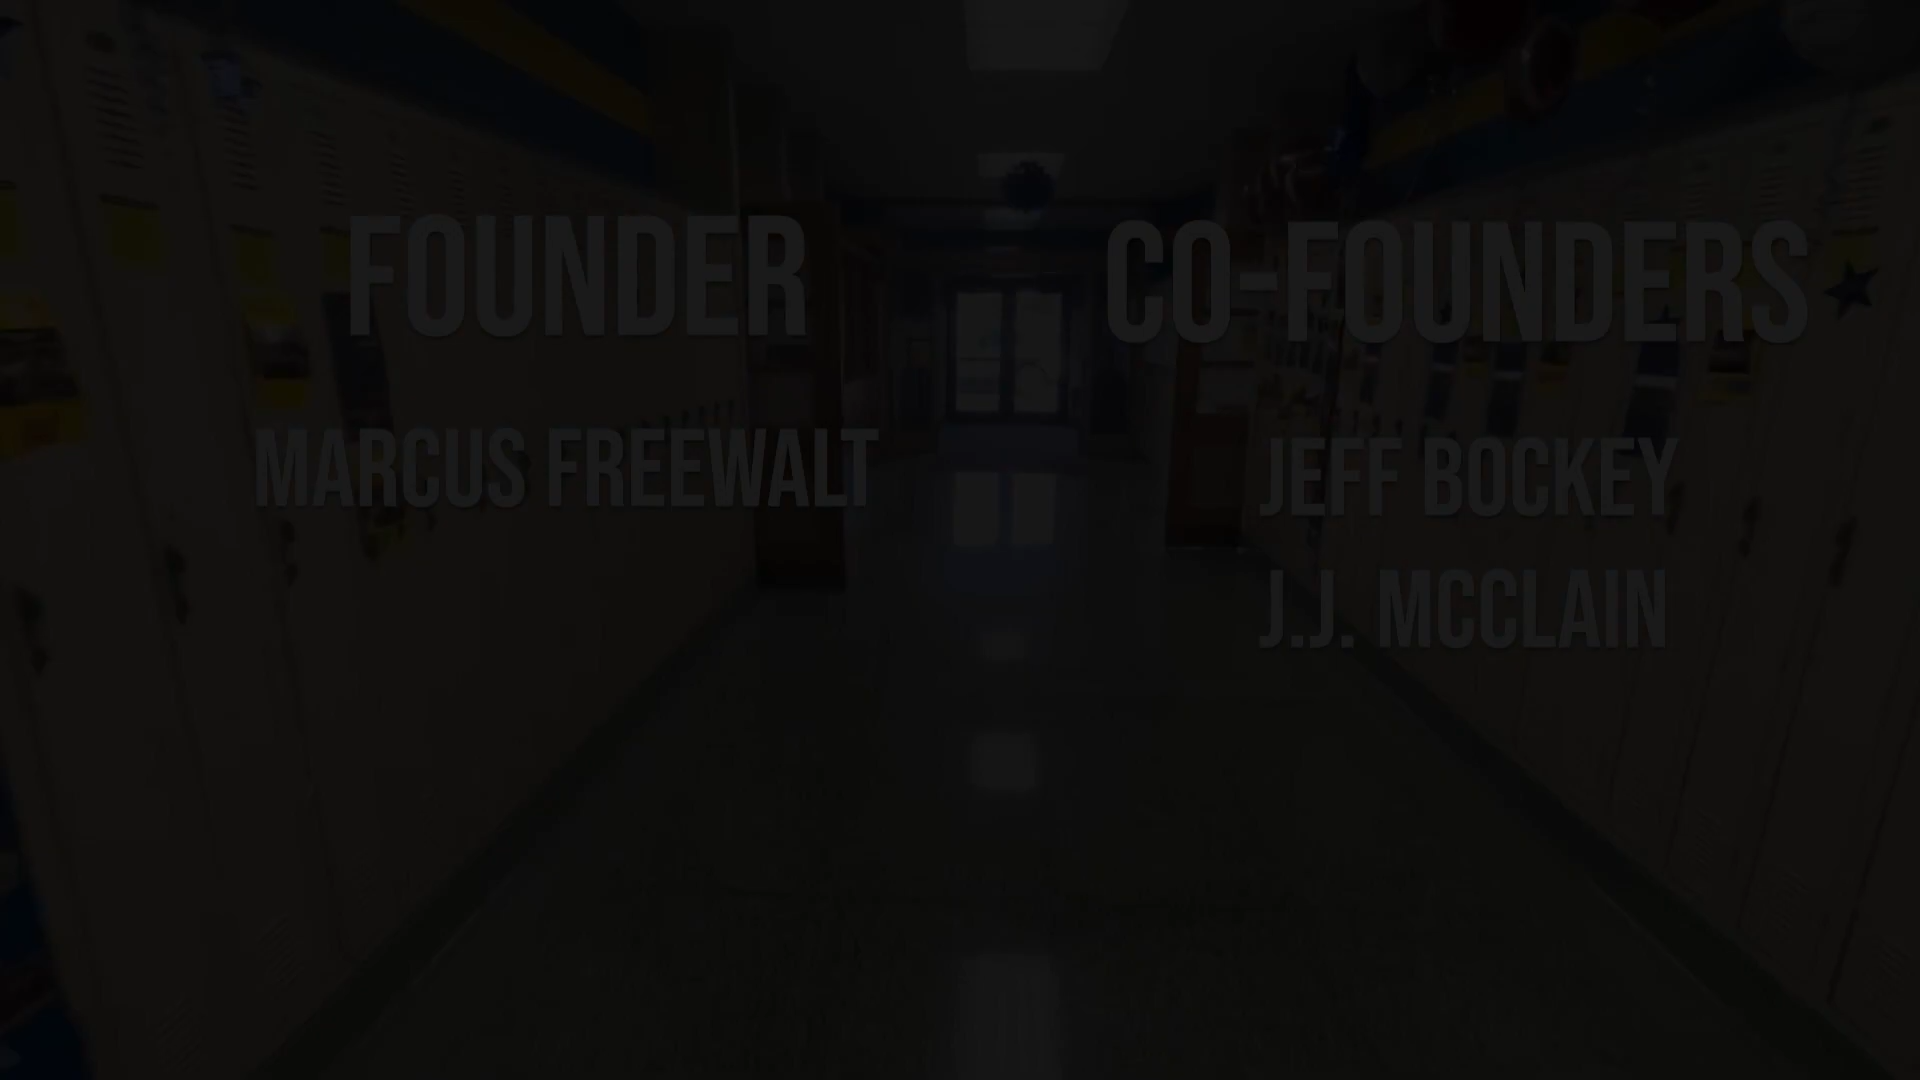 FOUNDER
MARCUS FREEWALT
CO-FOUNDERS
JEFF BOCKEY
J.J. MCCLAIN